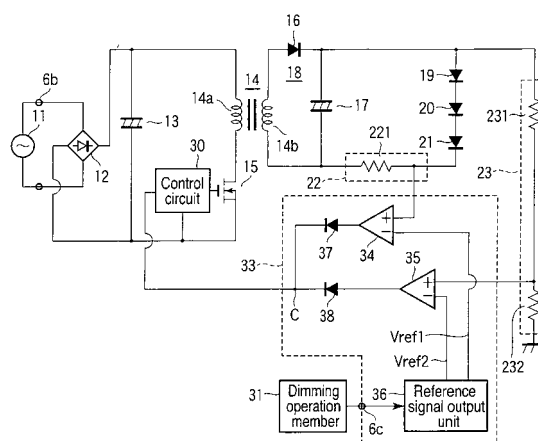 16
6b
14
18
19
14a
20
231
11
13
17
12
30
14b
21
221
15
23
Control
circuit
22
33
37
34
35
C
38
Vref1
232
Vref2
31
Dimming
operation
member
36
Reference
signal output
unit
6c